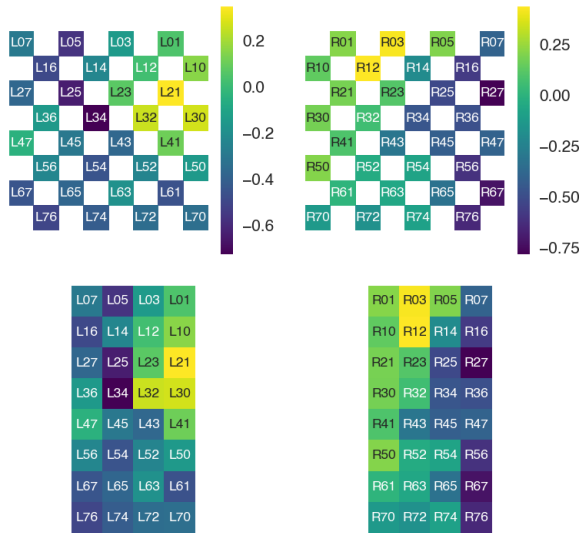 L07 L05 L03 L01
L16 L14 L12 L10
L27 L25 L23 L21
L36 L34 L32 L30
L47 L45 L43 L41
L56 L54 L52 L50
L67 L65 L63 L61
L76 L74 L72 L70
0.2
0.0
−0.2
−0.4
−0.6
R01 R03 R05 R07
R10 R12 R14 R16
R21 R23 R25 R27
R30 R32 R34 R36
R41 R43 R45 R47
R50 R52 R54 R56
R61 R63 R65 R67
R70 R72 R74 R76
0.25
0.00
−0.25
−0.50
−0.75
L07 L05 L03 L01
L16 L14 L12 L10
L27 L25 L23 L21
L36 L34 L32 L30
L47 L45 L43 L41
L56 L54 L52 L50
L67 L65 L63 L61
L76 L74 L72 L70
R01 R03 R05 R07
R10 R12 R14 R16
R21 R23 R25 R27
R30 R32 R34 R36
R41 R43 R45 R47
R50 R52 R54 R56
R61 R63 R65 R67
R70 R72 R74 R76